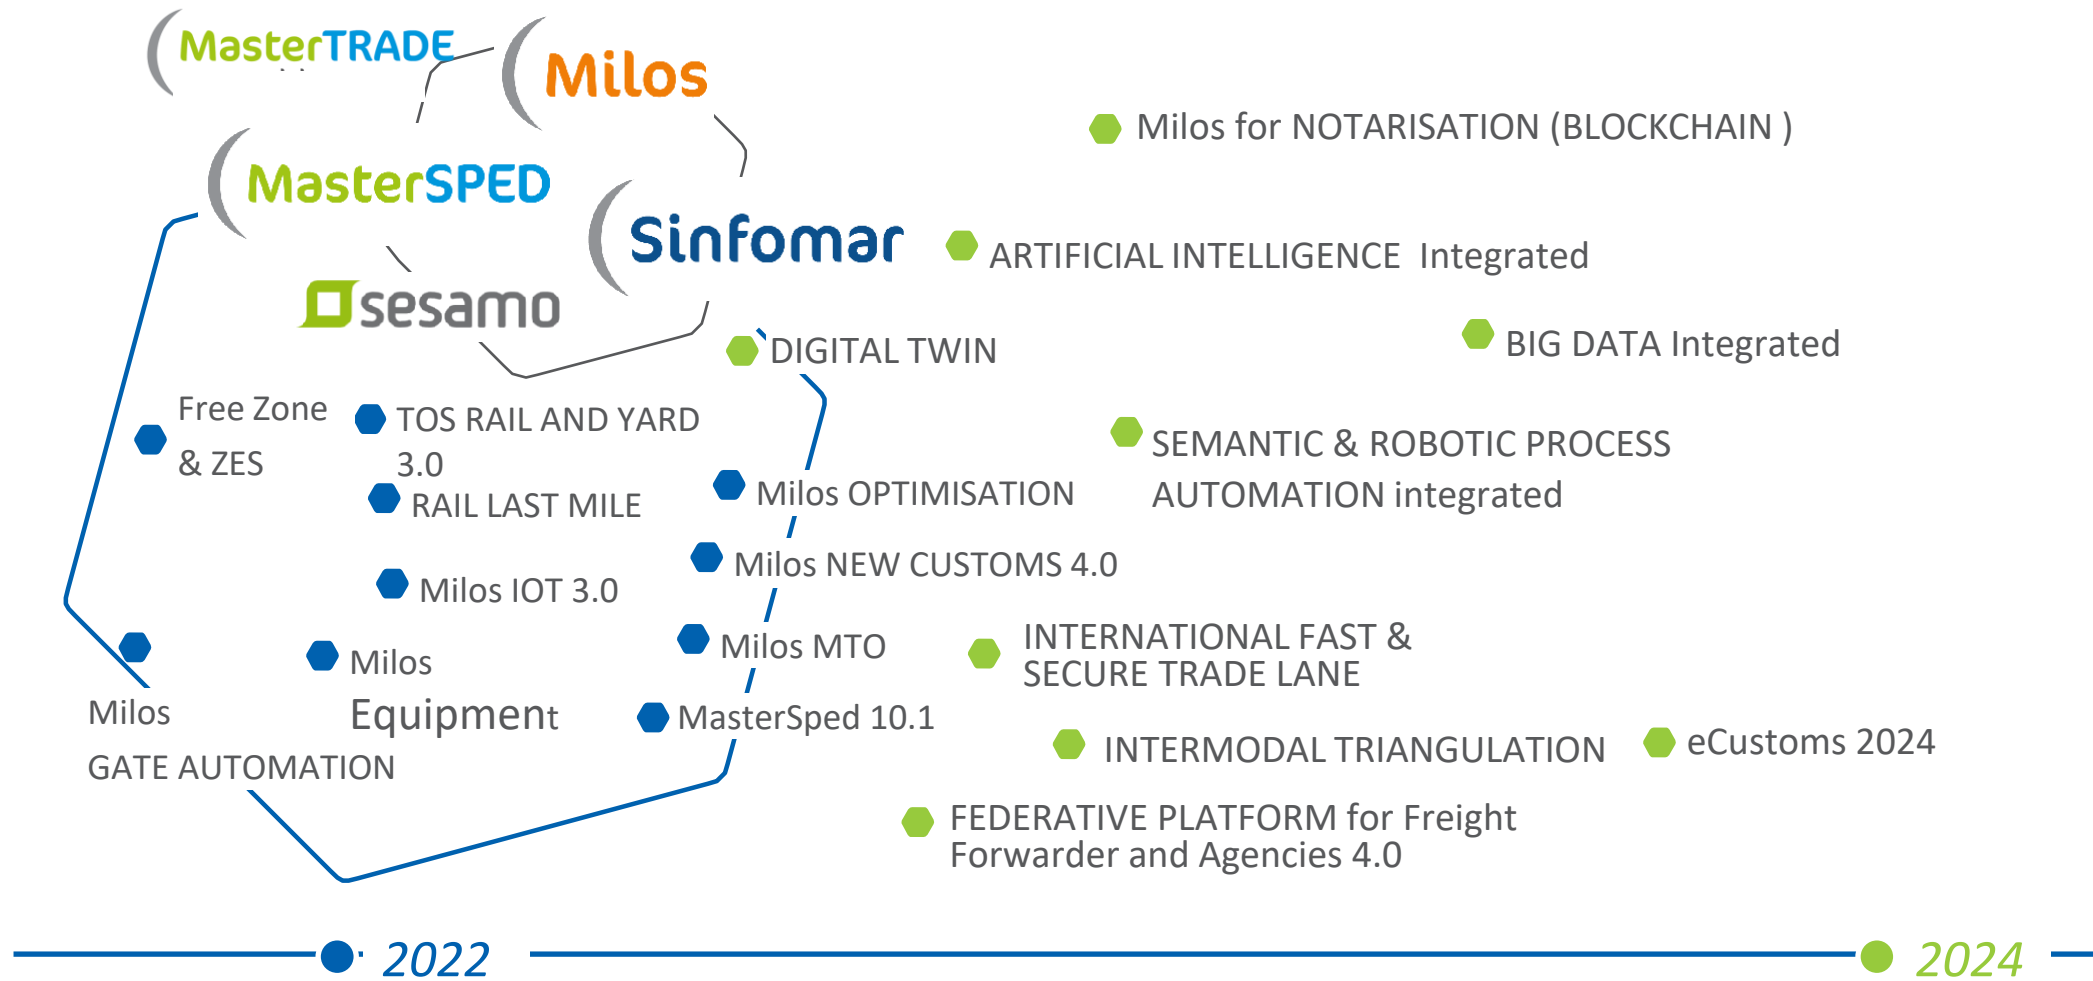 MasterTRADE
Milos
MasterSPED
Sinfomar
sesamo
Milos for NOTARISATION (BLOCKCHAIN )
ARTIFICIAL INTELLIGENCE Integrated
BIG DATA Integrated
DIGITAL TWIN
Free Zone
& ZES
TOS RAIL AND YARD
3.0
RAIL LAST MILE
Milos IOT 3.0
Milos
Equipment
Milos
GATE AUTOMATION
Milos OPTIMISATION
Milos NEW CUSTOMS 4.0
Milos MTO
MasterSped 10.1
SEMANTIC & ROBOTIC PROCESS
AUTOMATION integrated
INTERNATIONAL FAST &
SECURE TRADE LANE
INTERMODAL TRIANGULATION
eCustoms 2024
FEDERATIVE PLATFORM for Freight
Forwarder and Agencies 4.0
2022
2024